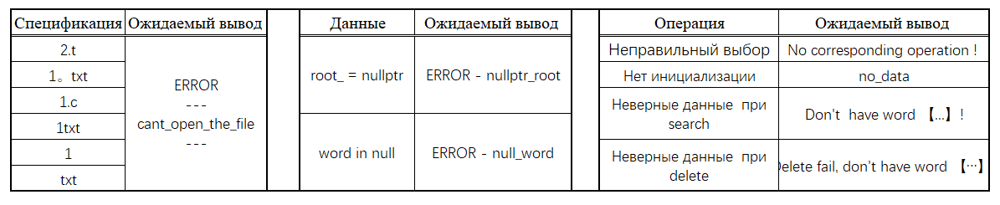 Спецификация Ожидаемый вывод Данные Ожидаемый вывод Операция Ожидаемый вывод
2.t
1。txt
1.c
1txt
1
txt
ERROR
---
cant_open_the_file
---
root_ = nullptr ERROR - nullptr_root
word in null ERROR - null_word
Неправильный выбор No corresponding operation !
Нет инициализации no_data
Неверные данные при
search
Don't have word 【...】 !
Неверные данные при
delete
Delete fail, don't have word 【…】